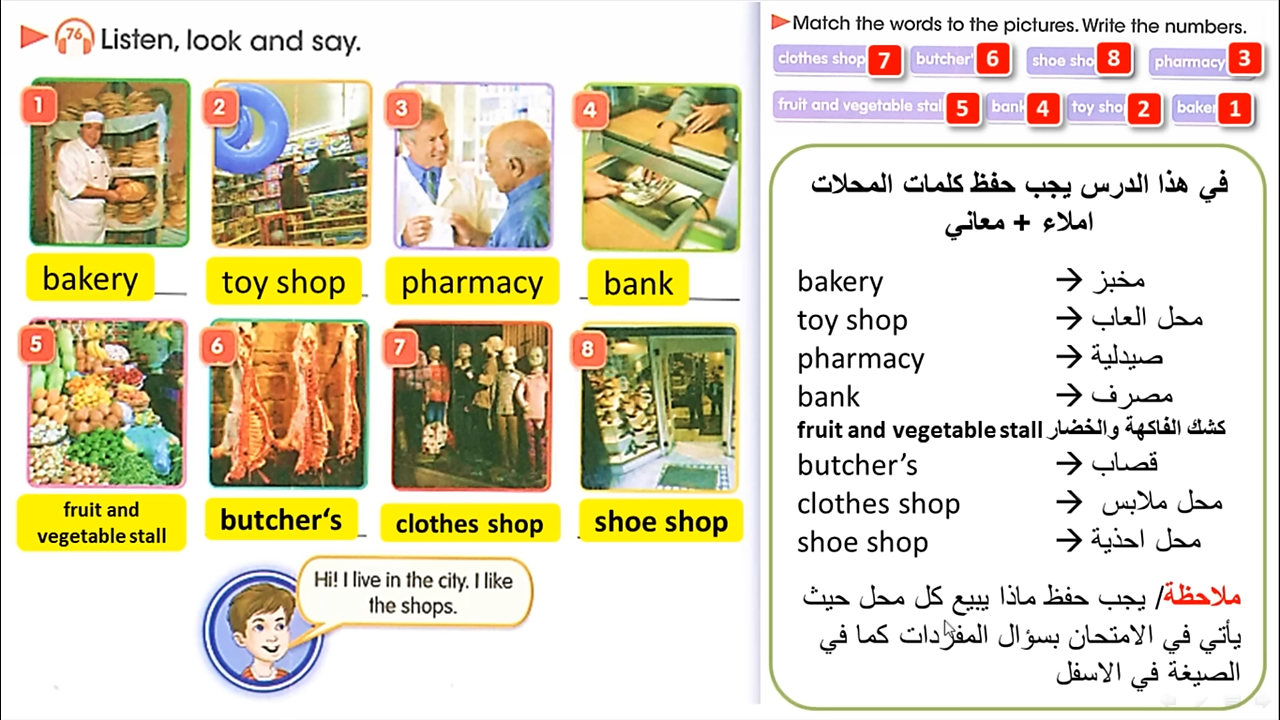 76 Listen, look and say.
1
2
3
4
bakery
toy shop
pharmacy
bank
5
6
7
8
fruit and
vegetable stall
butcher‘s
clothes shop
shoe shop
Hi! I live in the city. I like
the shops.
Match the words to the pictures. Write the numbers.
clothes shop 7 butcher' 6 shoe sho 8 pharmacy 3
fruit and vegetable stal 5 bank 4 toy sho 2 baker 1
في هذا الدرس يجب حفظ كلمات المحلات
املاء + معاني
bakery → مخبز
toy shop → محل العاب
pharmacy → صيدلية
bank → مصرف
fruit and vegetable stall كشك الفاكهة والخضار
butcher’s → قصاب
clothes shop → محل ملابس
shoe shop → محل احذية
ملاحظة/ يجب حفظ ماذا يبيع كل محل حيث
يأتي في الامتحان بسؤال المفردات كما في
الصيغة في الاسفل